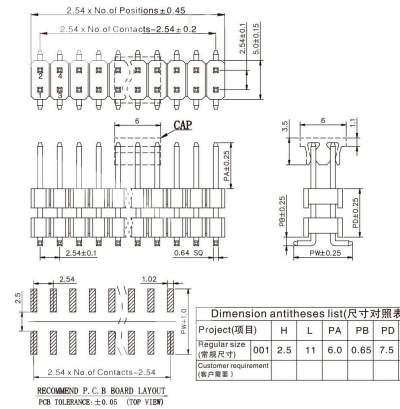 2.54 x No.of Positions±0.45
2.54 x No.of Contacts-2.54±0.2
2.54±0.1
5.0±0.15
2
4
3
6
CAP
PA±0.25
2.54±0.1
0.64 SQ
6
3.5
1.1
PB±0.25
PD±0.25
PW±0.25
2.54
1.02
2.5
PW+1.0
2.54 x No.of Contacts-2.54
RECOMMEND P.C.B BOARD LAYOUT
PCB TOLERANCE:±0.05 (TOP VIEW)
Dimension antitheses list(尺寸对照表
Project(项目) H L PA PB PD
Regular size (常规尺寸) 001 2.5 11 6.0 0.65 7.5
Customer requirement
(客户需要)